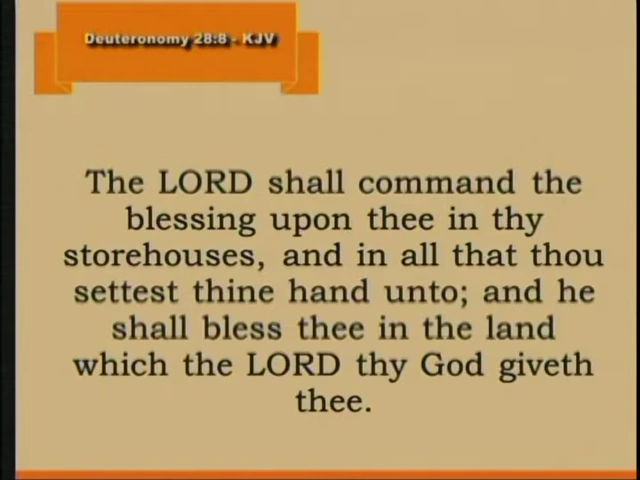 Deuteronomy 28:8 - KJV
The LORD shall command the
blessing upon thee in thy
storehouses, and in all that thou
settest thine hand unto; and he
shall bless thee in the land
which the LORD thy God giveth
thee.